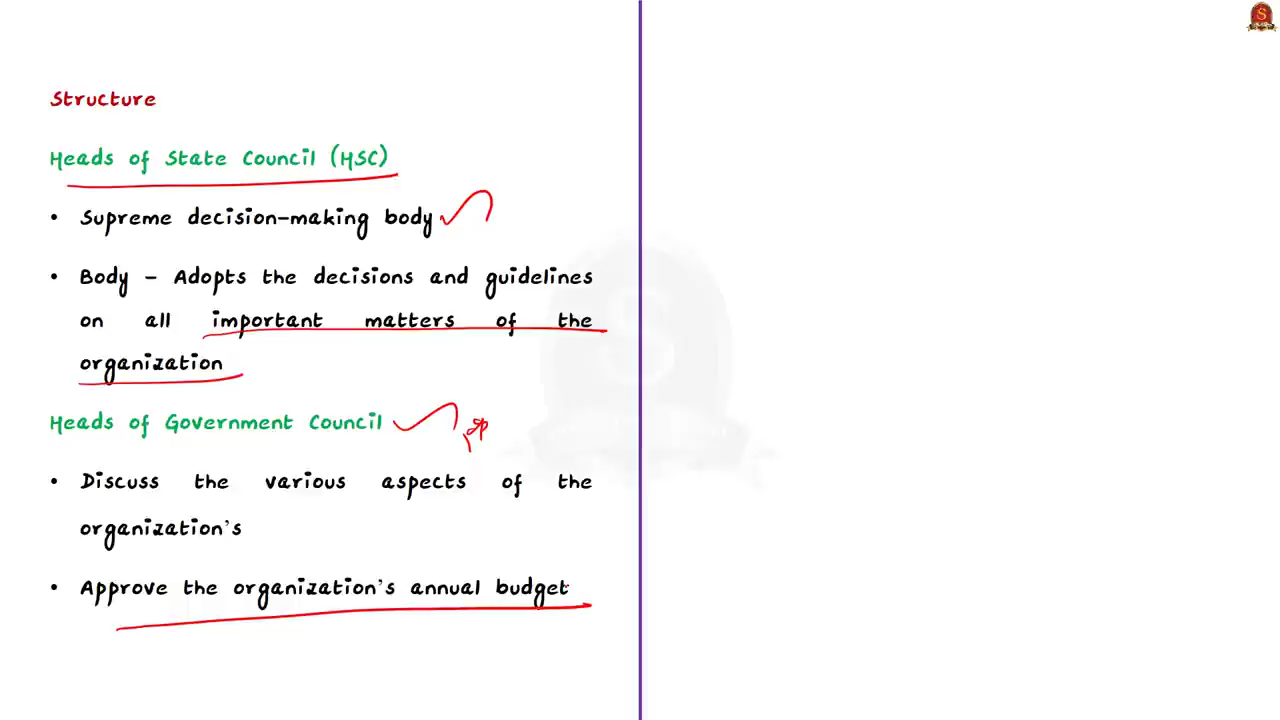 Structure
Heads of State Council (HSC)
• Supreme decision-making body
• Body - Adopts the decisions and guidelines
on all important matters of the
organization
Heads of Government Council
• Discuss the various aspects of the
organization's
• Approve the organization's annual budget